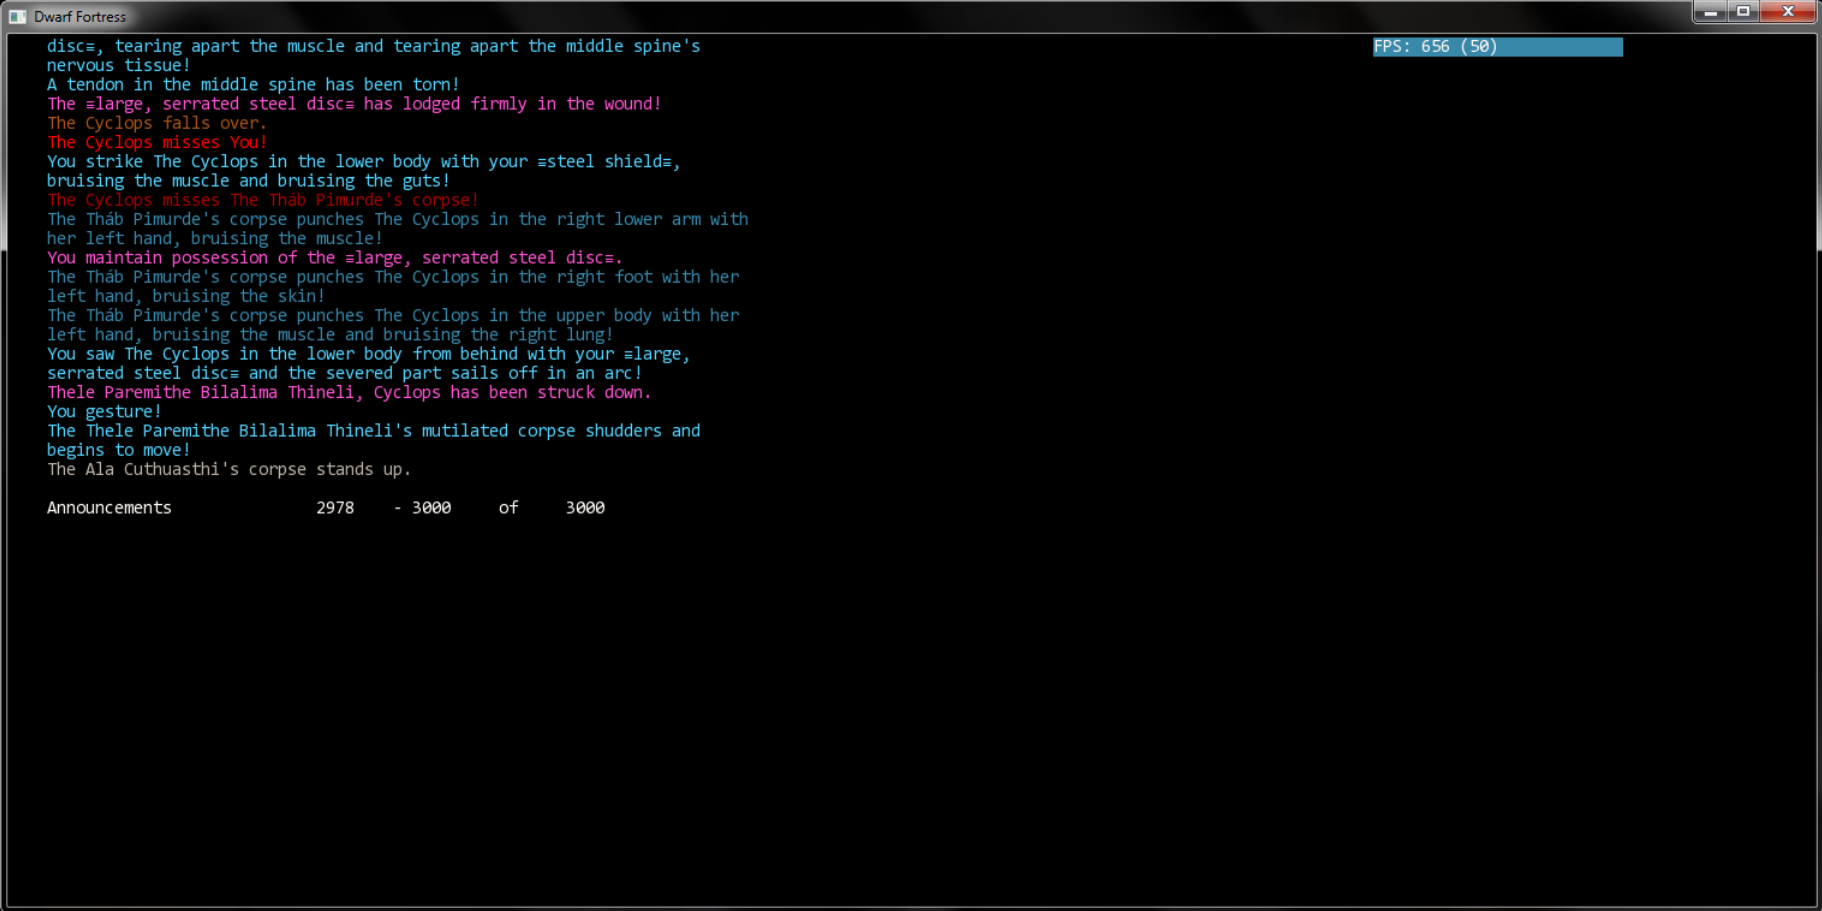 Dwarf Fortress
disc≡, tearing apart the muscle and tearing apart the middle spine's
FPS: 656 (50)
nervous tissue!
A tendon in the middle spine has been torn!
The ≡large, serrated steel disc≡ has lodged firmly in the wound!
The Cyclops falls over.
The Cyclops misses You!
You strike The Cyclops in the lower body with your ≡steel shield≡,
bruising the muscle and bruising the guts!
The Cyclops misses The Tháb Pimurde's corpse!
The Tháb Pimurde's corpse punches The Cyclops in the right lower arm with
her left hand, bruising the muscle!
You maintain possession of the ≡large, serrated steel disc≡.
The Tháb Pimurde's corpse punches The Cyclops in the right foot with her
left hand, bruising the skin!
The Tháb Pimurde's corpse punches The Cyclops in the upper body with her
left hand, bruising the muscle and bruising the right lung!
You saw The Cyclops in the lower body from behind with your ≡large,
serrated steel disc≡ and the severed part sails off in an arc!
Thele Paremithe Bilalima Thineli, Cyclops has been struck down.
You gesture!
The Thele Paremithe Bilalima Thineli's mutilated corpse shudders and
begins to move!
The Ala Cuthuasthi's corpse stands up.
Announcements 2978 - 3000 of 3000